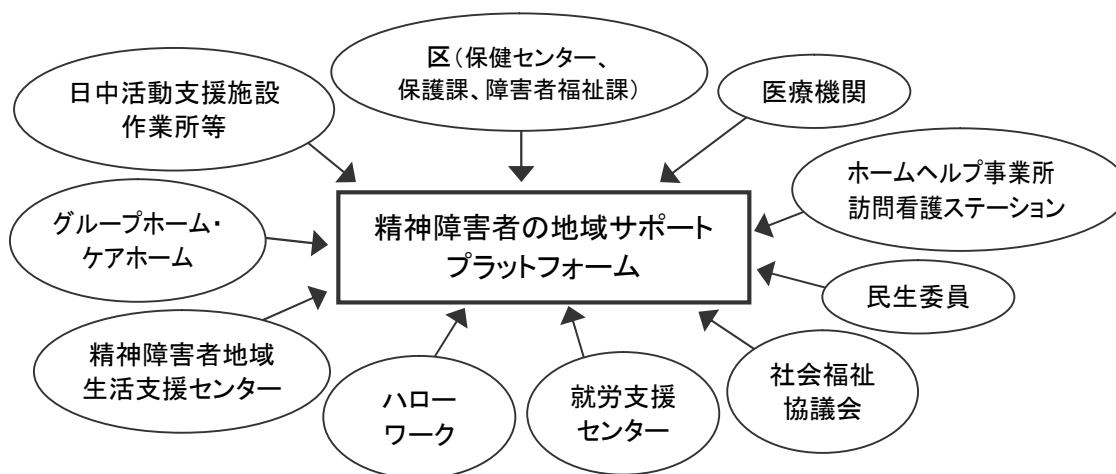 区（保健センター、
保護課、障害者福祉課）
日中活動支援施設
作業所等
医療機関
ホームヘルプ事業所
訪問看護ステーション
グループホーム・
ケアホーム
精神障害者の地域サポート
プラットフォーム
民生委員
精神障害者地域
生活支援センター
ハロー
ワーク
就労支援
センター
社会福祉
協議会